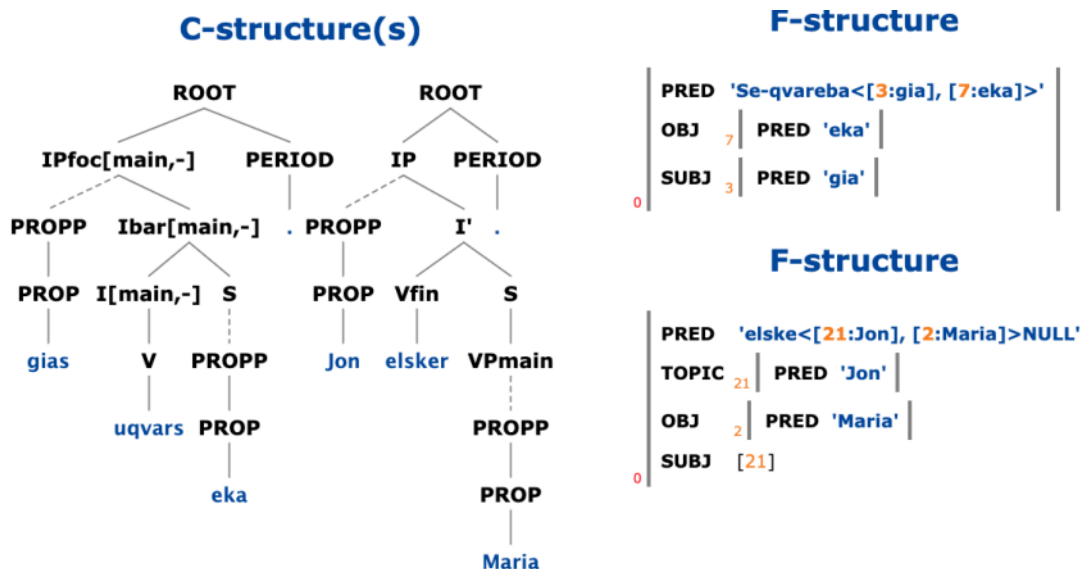 C-structure(s)
ROOT ROOT
IPfoc[main,-] PERIOD IP PERIOD
PROPP Ibar[main,-] . PROPP I' .
PROP I[main,-] S PROP Vfin S
gias V PROPP Jon elsker VPmain
uqvars PROP PROPP
eka PROP
Maria
F-structure
PRED 'Se-qvareba<[3:gia], [7:eka]>'
OBJ 7 PRED 'eka'
SUBJ 3 PRED 'gia'
0
F-structure
PRED 'elske<[21:Jon], [2:Maria]>NULL'
TOPIC 21 PRED 'Jon'
OBJ 2 PRED 'Maria'
SUBJ [21]
0